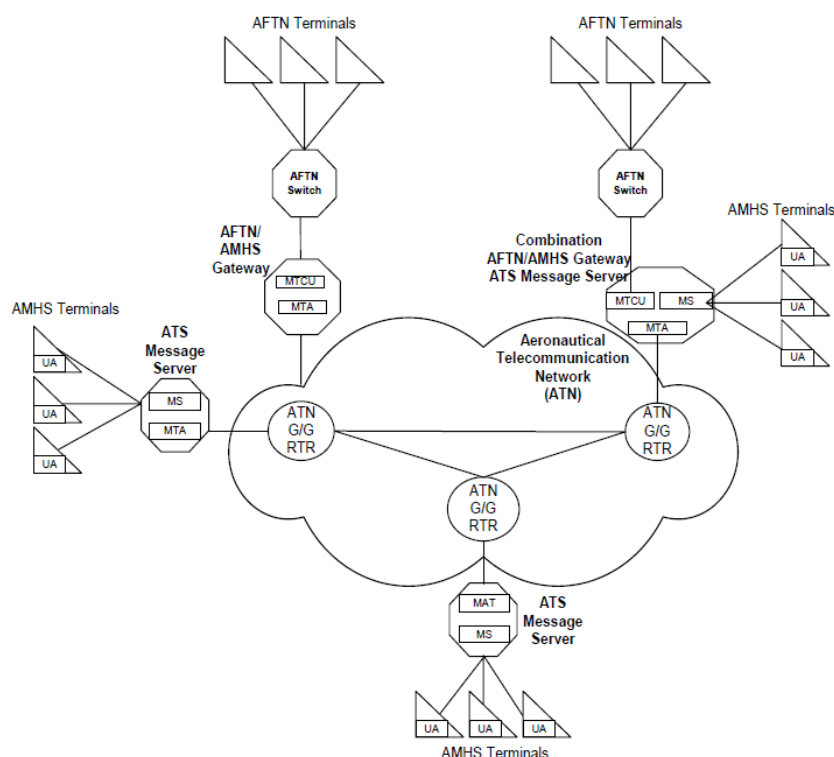 AFTN Terminals
AFTN Terminals
AFTN
Switch
AFTN
Switch
AFTN/
AMHS
Gateway
MTCU
MTA
Combination
AFTN/AMHS Gateway
ATS Message Server
MTCU
MS
MTA
AMHS Terminals
UA
UA
UA
AMHS Terminals
UA
UA
UA
ATS
Message
Server
MS
MTA
Aeronautical
Telecommunication
Network
(ATN)
ATN
G/G
RTR
ATN
G/G
RTR
ATN
G/G
RTR
MAT
MS
ATS
Message
Server
UA
UA
UA
AMHS Terminals